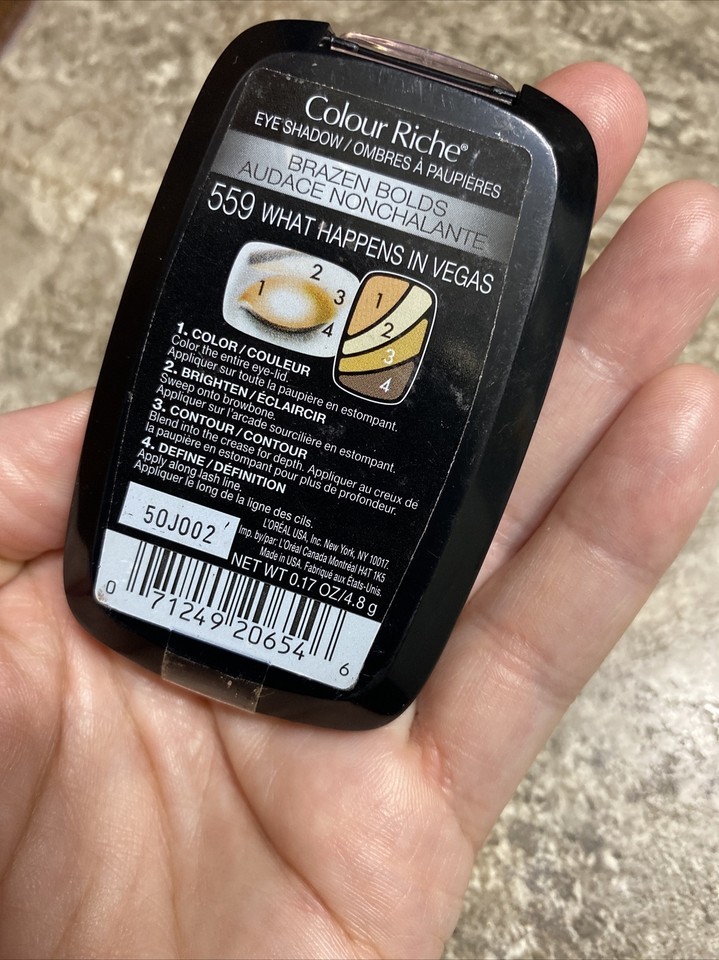 Colour Riche®
EYE SHADOW / OMBRES À PAUPIÈRES
BRAZEN BOLDS
AUDACE NONCHALANTE
559 WHAT HAPPENS IN VEGAS
1 2 3 4
1 2 3 4
1. COLOR / COULEUR
Color the entire eye-lid.
Appliquer sur toute la paupière en estompant.
2. BRIGHTEN / ÉCLAIRCIR
Sweep onto browbone.
Appliquer sur l'arcade sourcilière en estompant.
3. CONTOUR / CONTOUR
Blend into the crease for depth. Appliquer au creux de
la paupière en estompant pour plus de profondeur.
4. DEFINE / DÉFINITION
Apply along lash line.
Appliquer le long de la ligne des cils.
50J002
L'ORÉAL USA, Inc. New York, NY 10017.
Imp. by/par: L'Oréal Canada Montréal H4T 1K5
Made in USA. Fabriqué aux États-Unis.
NET WT 0.17 OZ/4.8 g
0 71249 20654 6